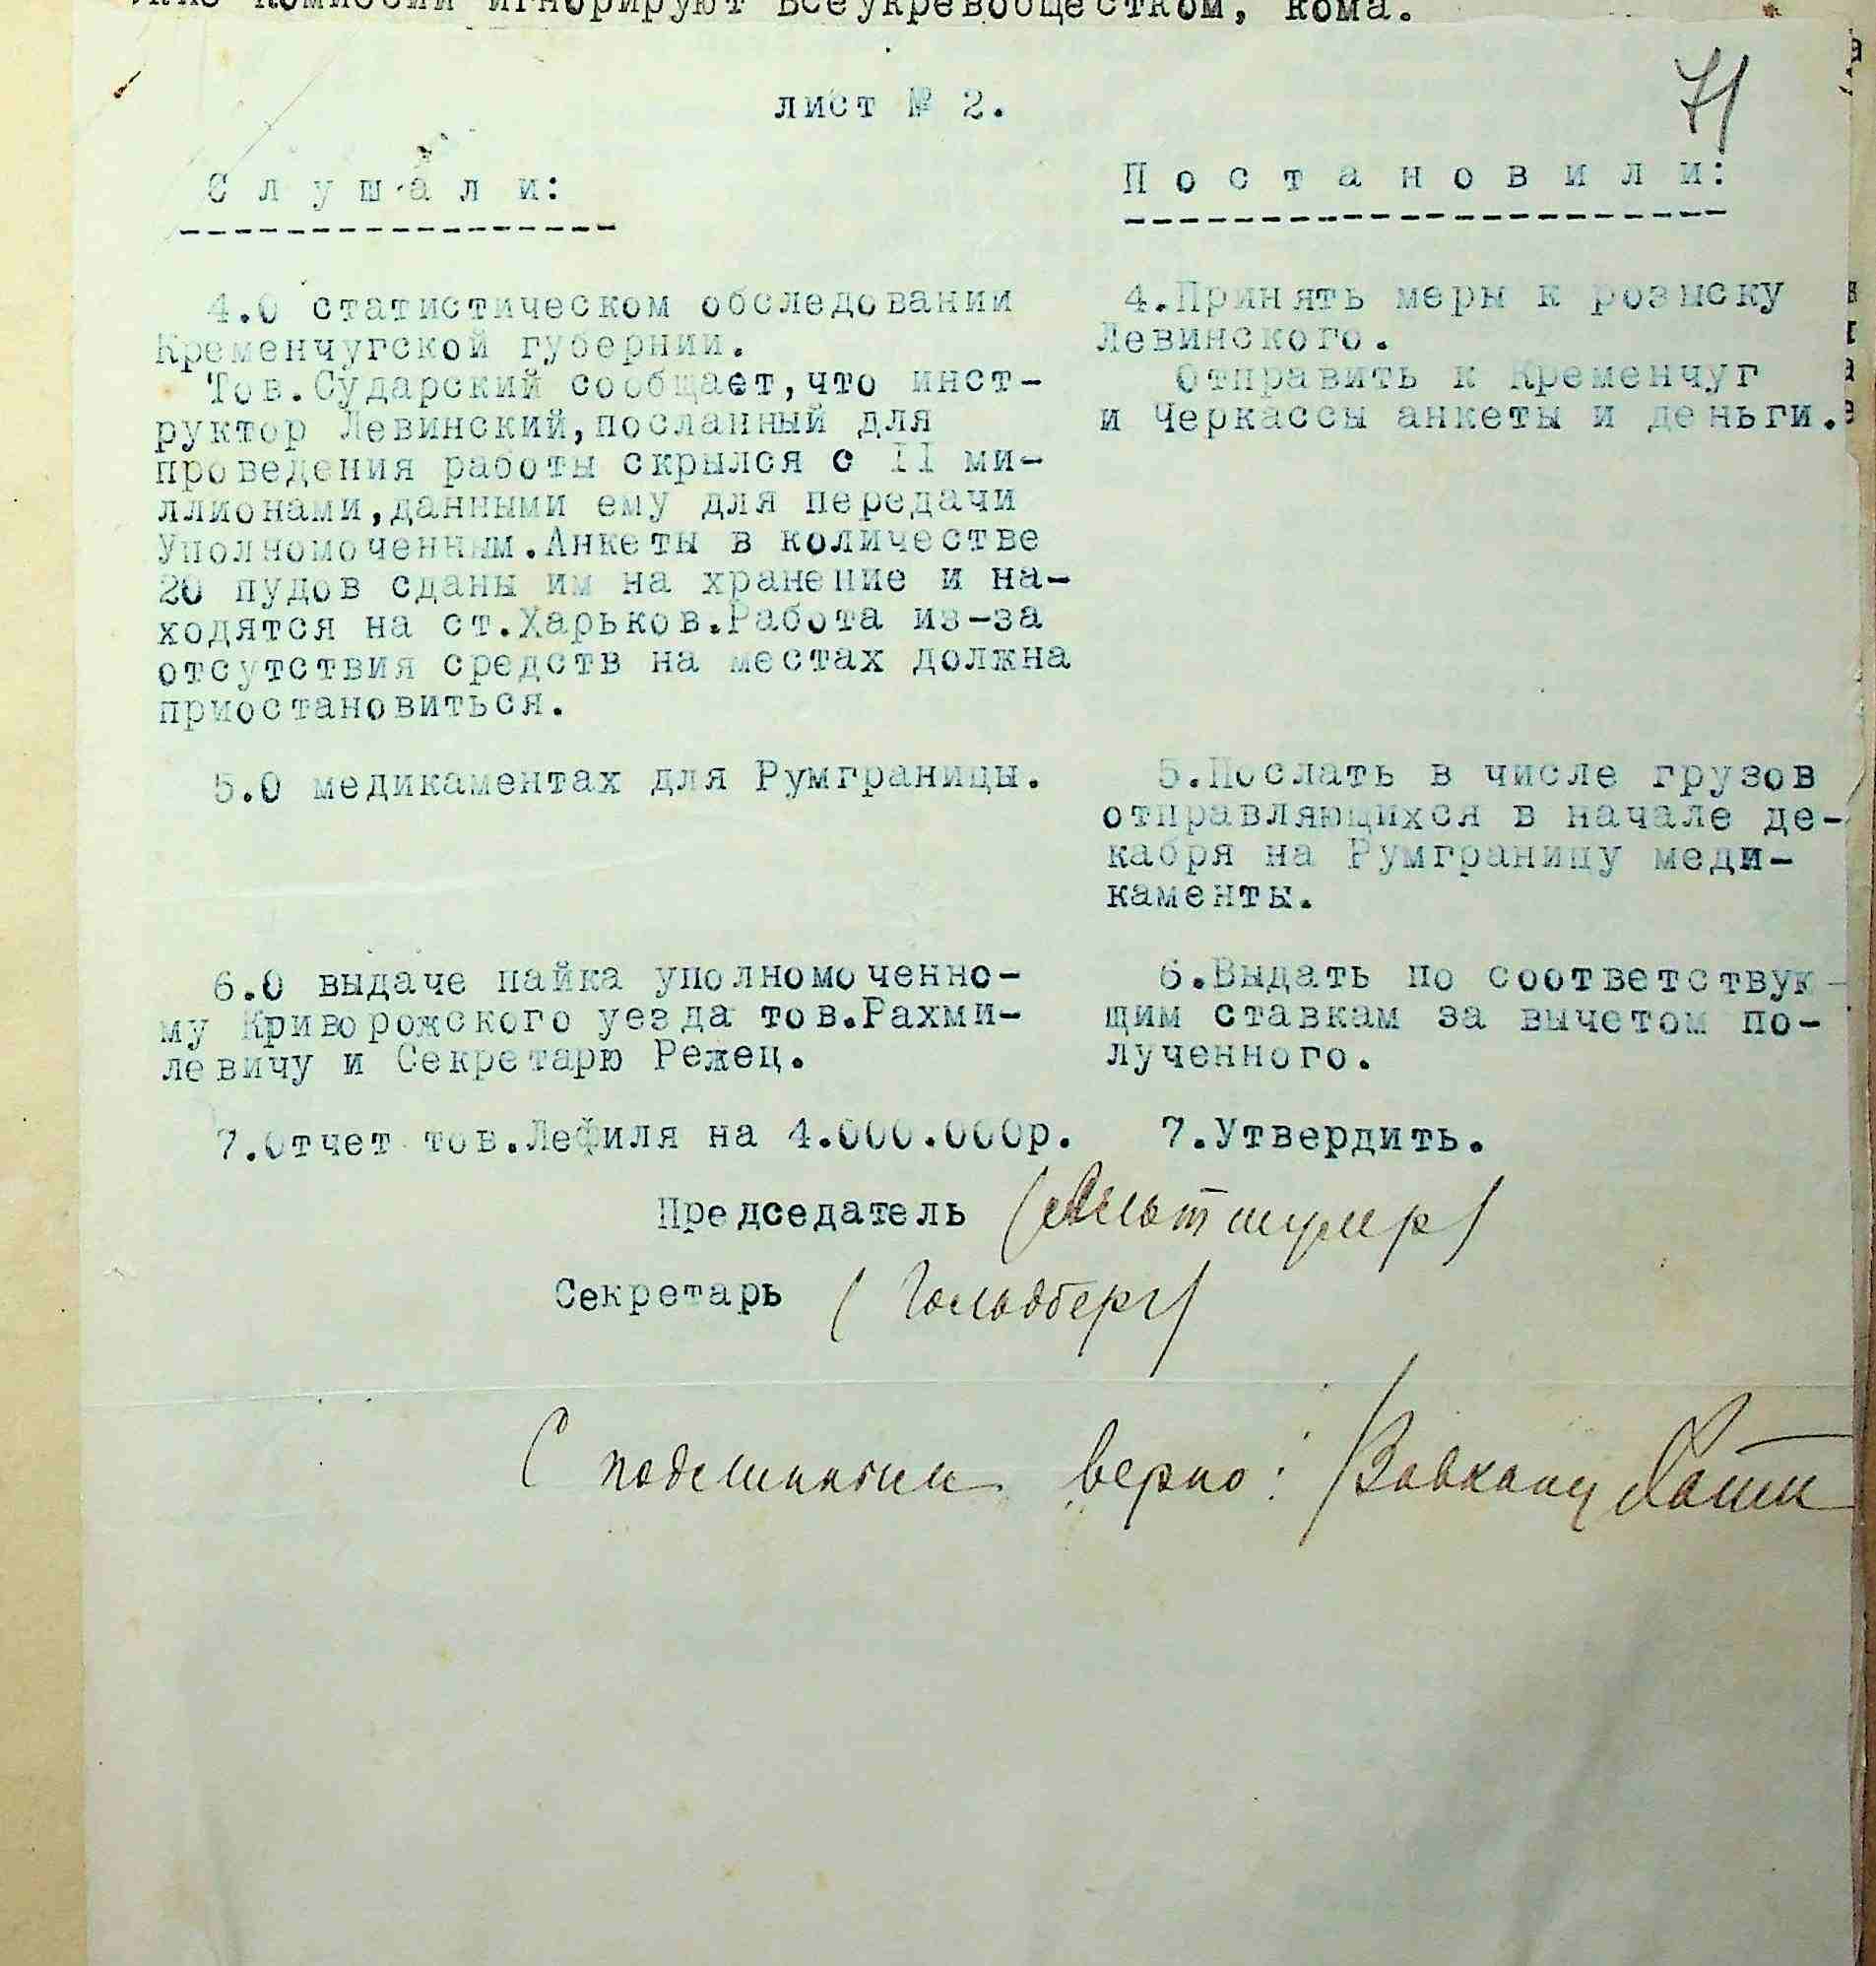 комиссии игнорируют Всеукревобщестком, кома.
71
лист № 2.
Слушали:
4.О статистическом обследовании
Кременчугской губернии.
Тов.Сударский сообщает,что инст-
руктор Левинский,посланный для
проведения работы скрылся с II ми-
ллионами,данными ему для передачи
Уполномоченным.Анкеты в количестве
20 пудов сданы им на хранение и на-
ходятся на ст.Харьков.Работа из-за
отсутствия средств на местах должна
приостановиться.
Постановили:
4.Принять меры к розыску
Левинского.
Отправить к Кременчуг
и Черкассы анкеты и деньги.
5.О медикаментах для Румграницы.
5.Послать в числе грузов
отправляющихся в начале де-
кабря на Румграницу меди-
каменты.
6.О выдаче пайка уполномоченно-
му Криворожского уезда тов.Рахми-
левичу и Секретарю Режец.
6.Выдать по соответствую-
щим ставкам за вычетом по-
лученного.
7.Отчет тов.Лефиля на 4.000.000р.
7.Утвердить.
Председатель (Альтшулер)
Секретарь (Гольдберг)
С подлинным верно: /Завканц